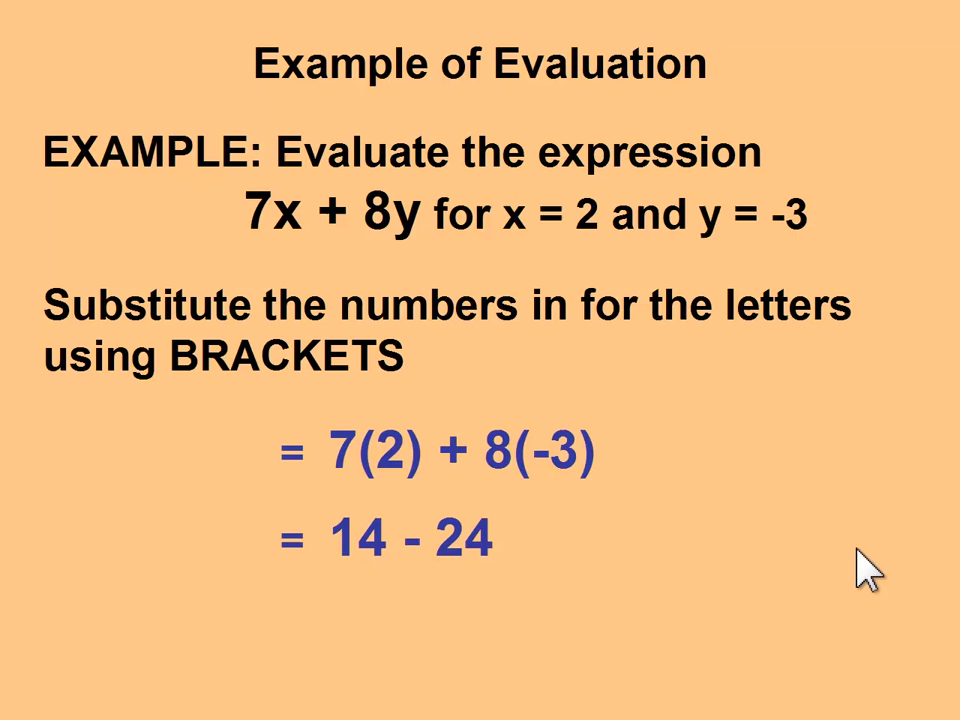 Example of Evaluation
EXAMPLE: Evaluate the expression
7x + 8y for x = 2 and y = -3
Substitute the numbers in for the letters
using BRACKETS
= 7(2) + 8(-3)
= 14 - 24